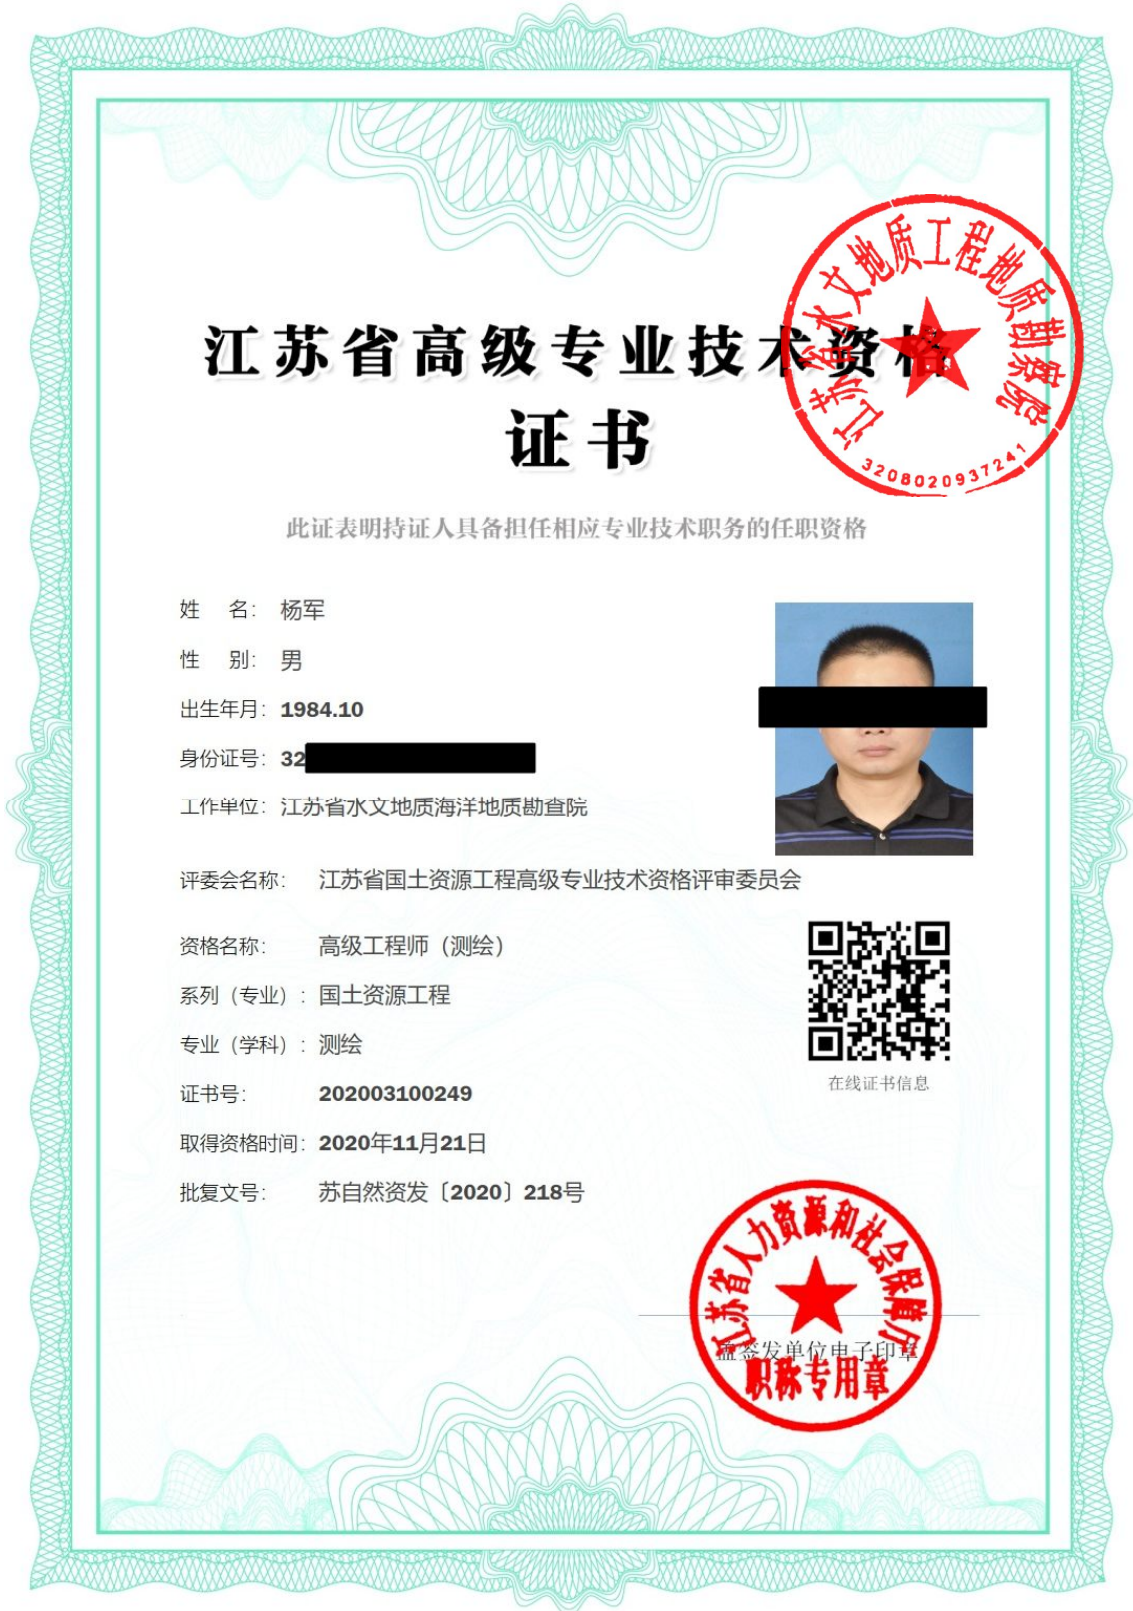 江苏省水文地质工程地质勘察院
3208020937241
江苏省高级专业技术资格
证书
此证表明持证人具备担任相应专业技术职务的任职资格
姓 名： 杨军
性 别： 男
出生年月： 1984.10
身份证号： 32
工作单位： 江苏省水文地质海洋地质勘查院
评委会名称： 江苏省国土资源工程高级专业技术资格评审委员会
资格名称： 高级工程师（测绘）
系列（专业）： 国土资源工程
专业（学科）： 测绘
证书号： 202003100249
取得资格时间： 2020年11月21日
批复文号： 苏自然资发〔2020〕218号
在线证书信息
江苏省人力资源和社会保障厅
盖签发单位电子印章
职称专用章